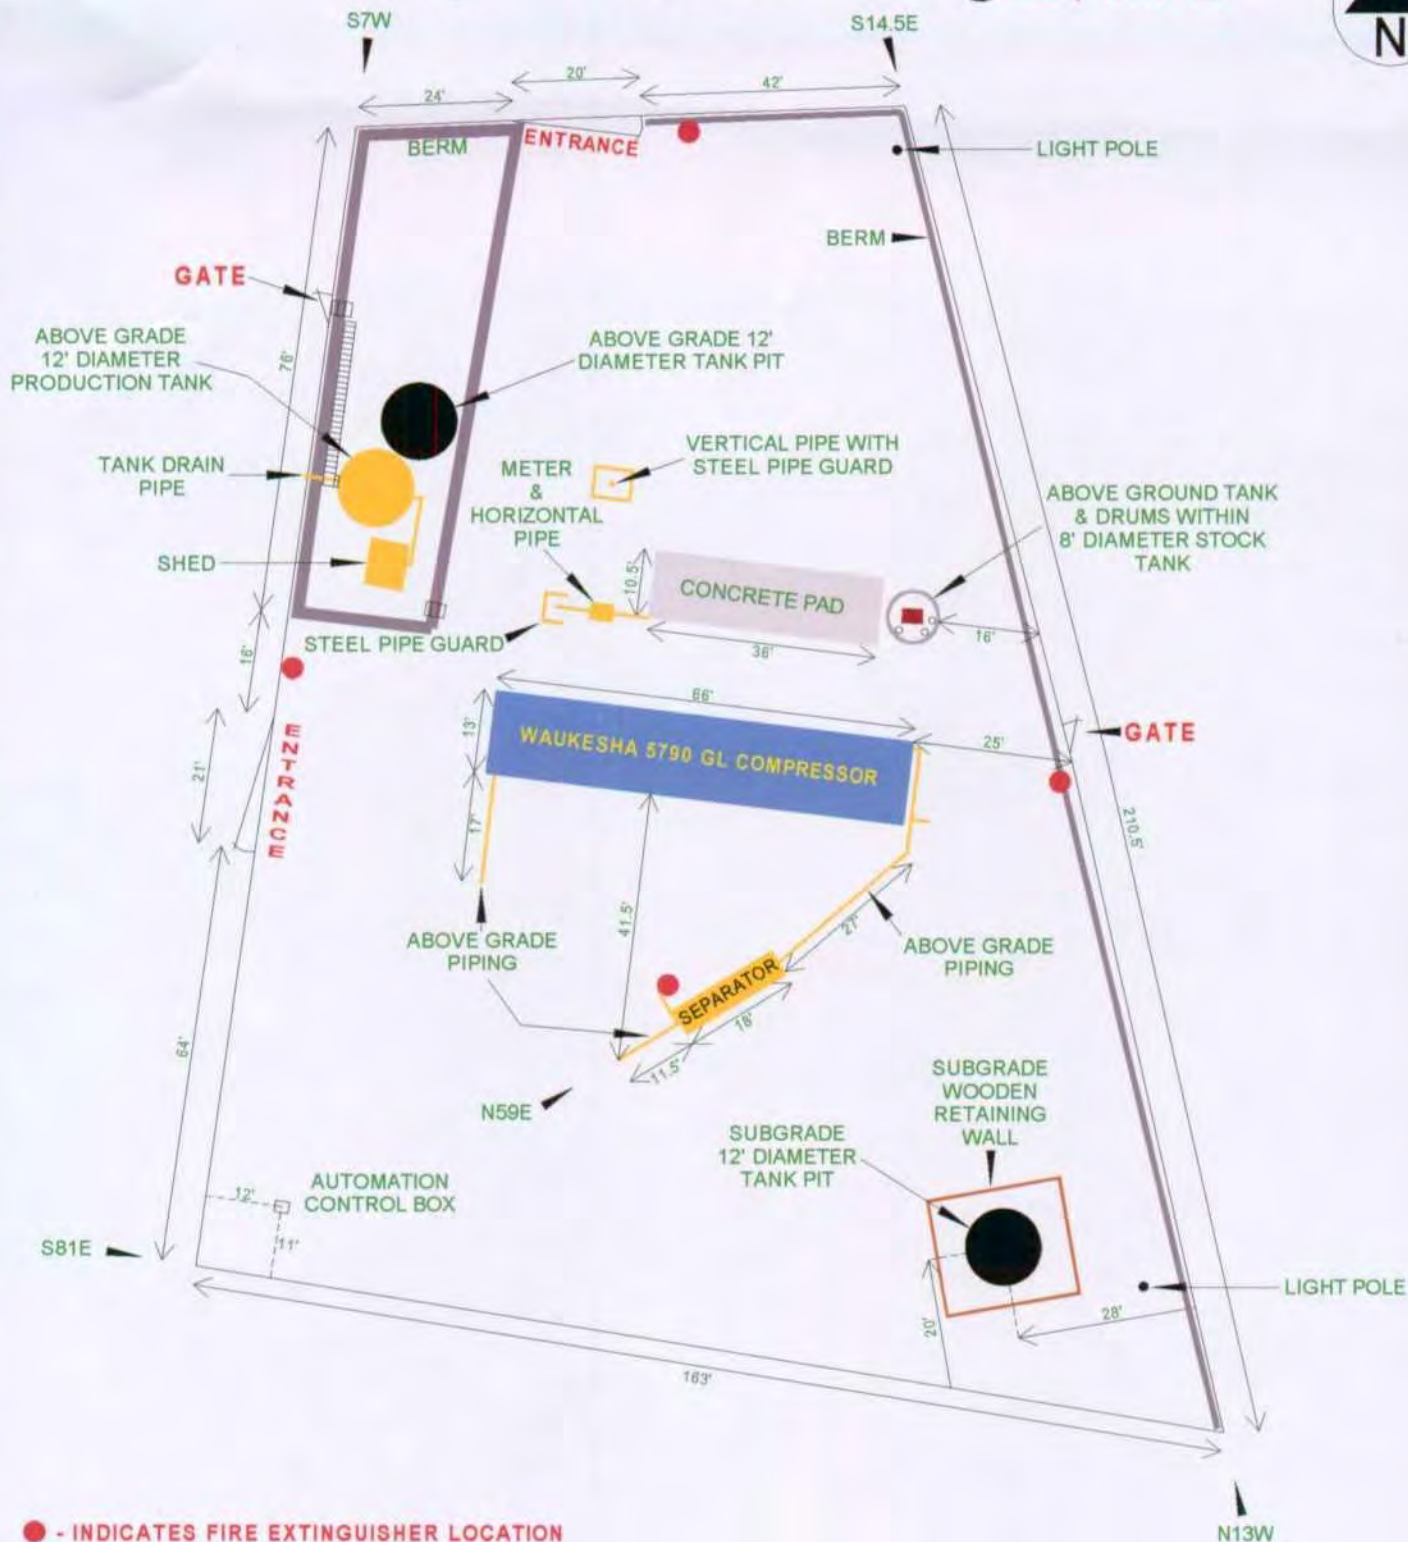 S7W
S14.5E
N
20'
42'
24'
BERM
ENTRANCE
LIGHT POLE
BERM
GATE
76'
ABOVE GRADE
12' DIAMETER
PRODUCTION TANK
ABOVE GRADE 12'
DIAMETER TANK PIT
TANK DRAIN
PIPE
METER
&
HORIZONTAL
PIPE
VERTICAL PIPE WITH
STEEL PIPE GUARD
ABOVE GROUND TANK
& DRUMS WITHIN
8' DIAMETER STOCK
TANK
SHED
10.5'
CONCRETE PAD
STEEL PIPE GUARD
36'
16'
16'
66'
13'
WAUKESHA 5790 GL COMPRESSOR
25'
GATE
21'
ENTRANCE
17'
210.5'
41.5'
ABOVE GRADE
PIPING
27'
ABOVE GRADE
PIPING
SEPARATOR
18'
11.5'
64'
N59E
SUBGRADE
WOODEN
RETAINING
WALL
SUBGRADE
12' DIAMETER
TANK PIT
AUTOMATION
CONTROL BOX
12'
11'
S81E
LIGHT POLE
20'
28'
163'
- INDICATES FIRE EXTINGUISHER LOCATION
N13W